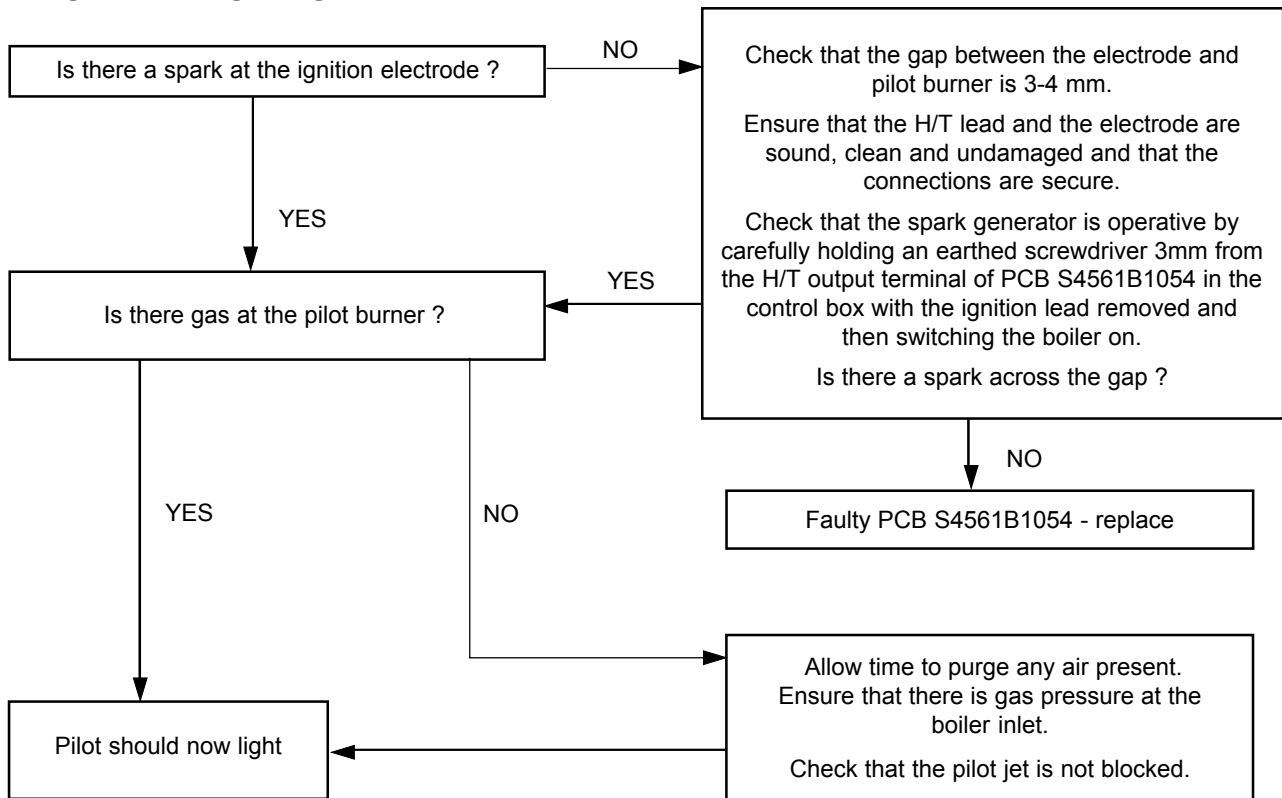 Is there a spark at the ignition electrode ?
NO
Check that the gap between the electrode and
pilot burner is 3-4 mm.
Ensure that the H/T lead and the electrode are
sound, clean and undamaged and that the
connections are secure.
Check that the spark generator is operative by
carefully holding an earthed screwdriver 3mm from
the H/T output terminal of PCB S4561B1054 in the
control box with the ignition lead removed and
then switching the boiler on.
Is there a spark across the gap ?
YES
YES
Is there gas at the pilot burner ?
NO
Faulty PCB S4561B1054 - replace
YES
NO
Allow time to purge any air present.
Ensure that there is gas pressure at the
boiler inlet.
Check that the pilot jet is not blocked.
Pilot should now light